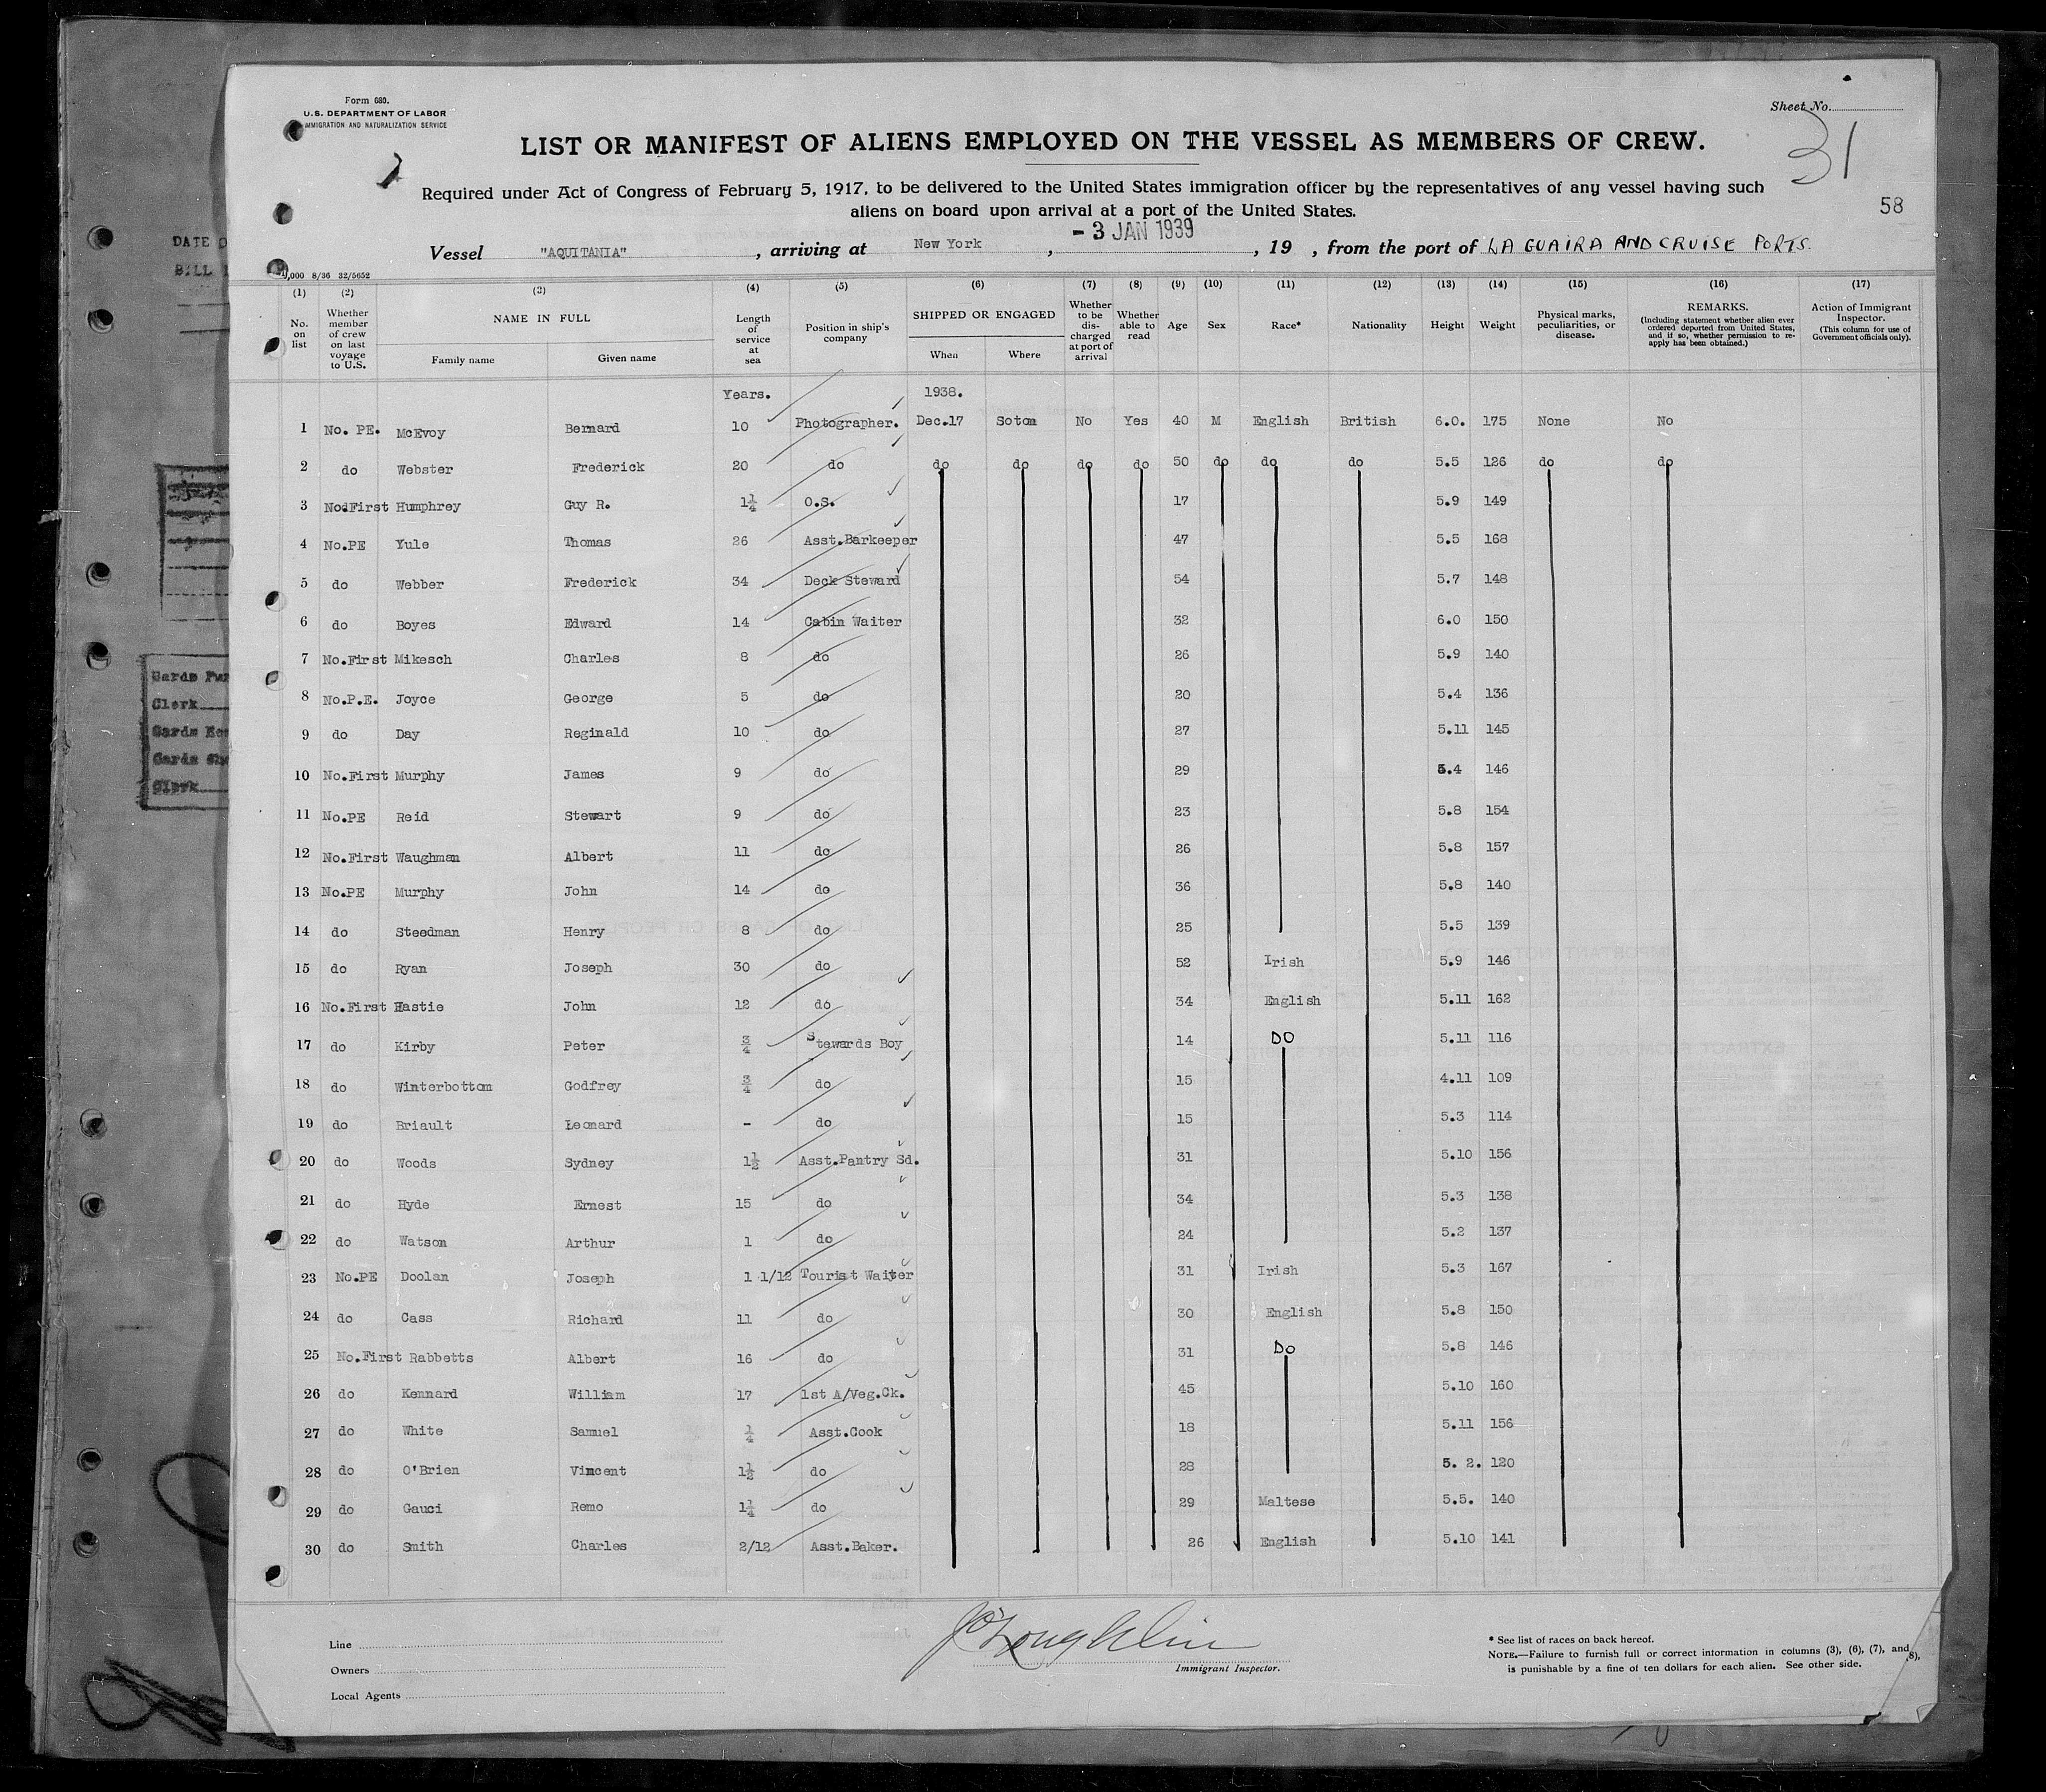 Form 680.
U.S. DEPARTMENT OF LABOR
IMMIGRATION AND NATURALIZATION SERVICE
Sheet No.
31
58
LIST OR MANIFEST OF ALIENS EMPLOYED ON THE VESSEL AS MEMBERS OF CREW.
Required under Act of Congress of February 5, 1917, to be delivered to the United States immigration officer by the representatives of any vessel having such
aliens on board upon arrival at a port of the United States.
Vessel "AQUITANIA" , arriving at New York , - 3 JAN 1939 , 19 , from the port of LA GUAIRA AND CRUISE PORTS.
,000 8/36 32/5652
(1) (2) (3) (4) (5) (6) (7) (8) (9) (10) (11) (12) (13) (14) (15) (16) (17)
No. on list
Whether member of crew on last voyage to U.S.
NAME IN FULL
Family name Given name
Length of service at sea
Position in ship's company
SHIPPED OR ENGAGED
When Where
Whether to be discharged at port of arrival
Whether able to read
Age Sex Race* Nationality Height Weight
Physical marks, peculiarities, or disease.
REMARKS.
(Including statement whether alien ever ordered deported from United States, and if so, whether permission to reapply has been obtained.)
Action of Immigrant Inspector.
(This column for use of Government officials only).
Years. 1938.
1 No. PE. McEvoy Bernard 10 Photographer. Dec.17 Soton No Yes 40 M English British 6.0. 175 None No
2 do Webster Frederick 20 do do do do do 50 do do do 5.5 126 do do
3 No.First Humphrey Guy R. 1¼ O.S. 17 5.9 149
4 No.PE Yule Thomas 26 Asst.Barkeeper 47 5.5 168
5 do Webber Frederick 34 Deck Steward 54 5.7 148
6 do Boyes Edward 14 Cabin Waiter 32 6.0 150
7 No.First Mikesch Charles 8 do 26 5.9 140
8 No.P.E. Joyce George 5 do 20 5.4 136
9 do Day Reginald 10 do 27 5.11 145
10 No.First Murphy James 9 do 29 5.4 146
11 No.PE Reid Stewart 9 do 23 5.8 154
12 No.First Waughman Albert 11 do 26 5.8 157
13 No.PE Murphy John 14 do 36 5.8 140
14 do Steedman Henry 8 do 25 5.5 139
15 do Ryan Joseph 30 do 52 Irish 5.9 146
16 No.First Hastie John 12 do 34 English 5.11 162
17 do Kirby Peter ¾ Stewards Boy 14 DO 5.11 116
18 do Winterbottom Godfrey ¾ do 15 4.11 109
19 do Briault Leonard - do 15 5.3 114
20 do Woods Sydney 1½ Asst.Pantry Sd. 31 5.10 156
21 do Hyde Ernest 15 do 34 5.3 138
22 do Watson Arthur 1 do 24 5.2 137
23 No.PE Doolan Joseph 1 1/12 Tourist Waiter 31 Irish 5.3 167
24 do Cass Richard 11 do 30 English 5.8 150
25 No.First Rabbetts Albert 16 do 31 Do 5.8 146
26 do Kennard William 17 1st A/Veg.Ck. 45 5.10 160
27 do White Samuel ¼ Asst.Cook 18 5.11 156
28 do O'Brien Vincent 1½ do 28 5. 2. 120
29 do Gauci Remo 1¼ do 29 Maltese 5.5. 140
30 do Smith Charles 2/12 Asst.Baker. 26 English 5.10 141
Line
Owners
Local Agents
Immigrant Inspector.
* See list of races on back hereof.
NOTE.—Failure to furnish full or correct information in columns (3), (6), (7), and (8),
is punishable by a fine of ten dollars for each alien. See other side.
DATE
BILL
Cards
Clerk
Cards
Cards
Clerk